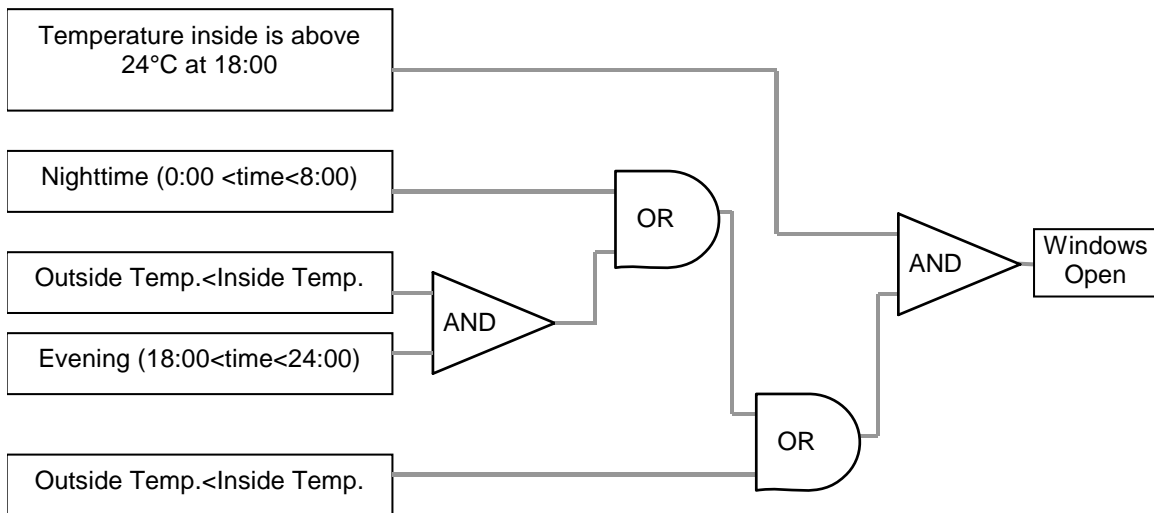 Temperature inside is above
24°C at 18:00
Nighttime (0:00 <time<8:00)
OR
Outside Temp.<Inside Temp.
AND
Evening (18:00<time<24:00)
AND
Windows
Open
OR
Outside Temp.<Inside Temp.